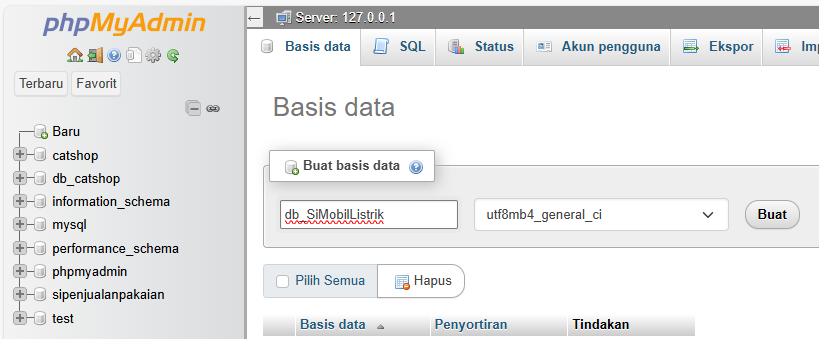 phpMyAdmin
Terbaru Favorit
Baru
catshop
db_catshop
information_schema
mysql
performance_schema
phpmyadmin
sipenjualanpakaian
test
Server: 127.0.0.1
Basis data SQL Status Akun pengguna Ekspor Imp
Basis data
Buat basis data
db_SiMobilListrik utf8mb4_general_ci Buat
Pilih Semua Hapus
Basis data Penyortiran Tindakan